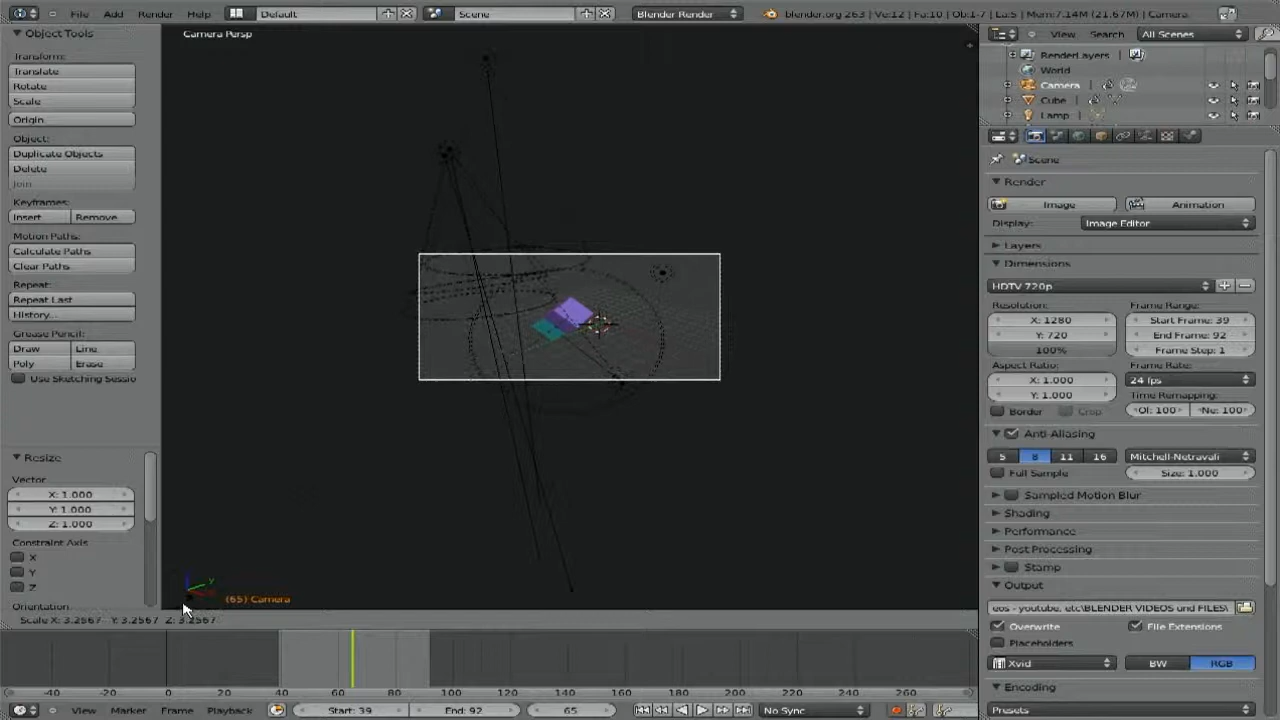 File Add Render Help Default Scene Blender Render blender.org 263 | Ve:12 | Fa:10 | Ob:1-7 | La:5 | Mem:7.14M (21.67M) | Camera
Object Tools
Transform:
Translate
Rotate
Scale
Origin
Object:
Duplicate Objects
Delete
Join
Keyframes:
Insert Remove
Motion Paths:
Calculate Paths
Clear Paths
Repeat:
Repeat Last
History...
Grease Pencil:
Draw Line
Poly Erase
Use Sketching Sessio
Resize
Vector
X: 1.000
Y: 1.000
Z: 1.000
Constraint Axis
X
Y
Z
Orientation
Camera Persp
y
(65) Camera
Scale X: 3.2567 Y: 3.2567 Z: 3.2567
View Search All Scenes
RenderLayers
World
Camera
Cube
Lamp
Scene
Render
Image Animation
Display: Image Editor
Layers
Dimensions
HDTV 720p
Resolution: Frame Range:
X: 1280 Start Frame: 39
Y: 720 End Frame: 92
100% Frame Step: 1
Aspect Ratio: Frame Rate:
X: 1.000 24 fps
Y: 1.000 Time Remapping:
Border Crop Ol: 100 Ne: 100
Anti-Aliasing
5 8 11 16 Mitchell-Netravali
Full Sample Size: 1.000
Sampled Motion Blur
Shading
Performance
Post Processing
Stamp
Output
eos - youtube, etc\BLENDER VIDEOS und FILES\
Overwrite File Extensions
Placeholders
Xvid BW RGB
Encoding
Presets
-40 -20 0 20 40 60 80 100 120 140 160 180 200 220 240 260
View Marker Frame Playback Start: 39 End: 92 65 No Sync